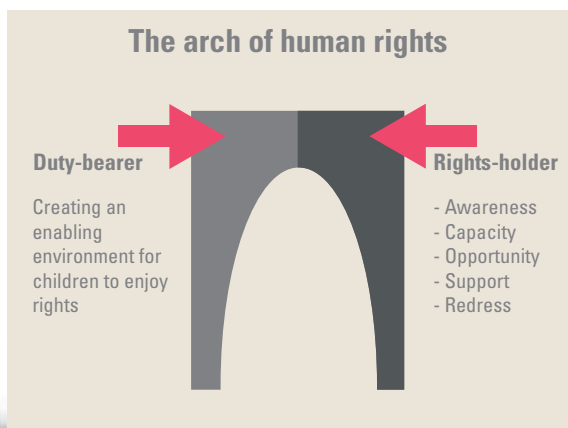 The arch of human rights
Duty-bearer
Creating an
enabling
environment for
children to enjoy
rights
Rights-holder
- Awareness
- Capacity
- Opportunity
- Support
- Redress